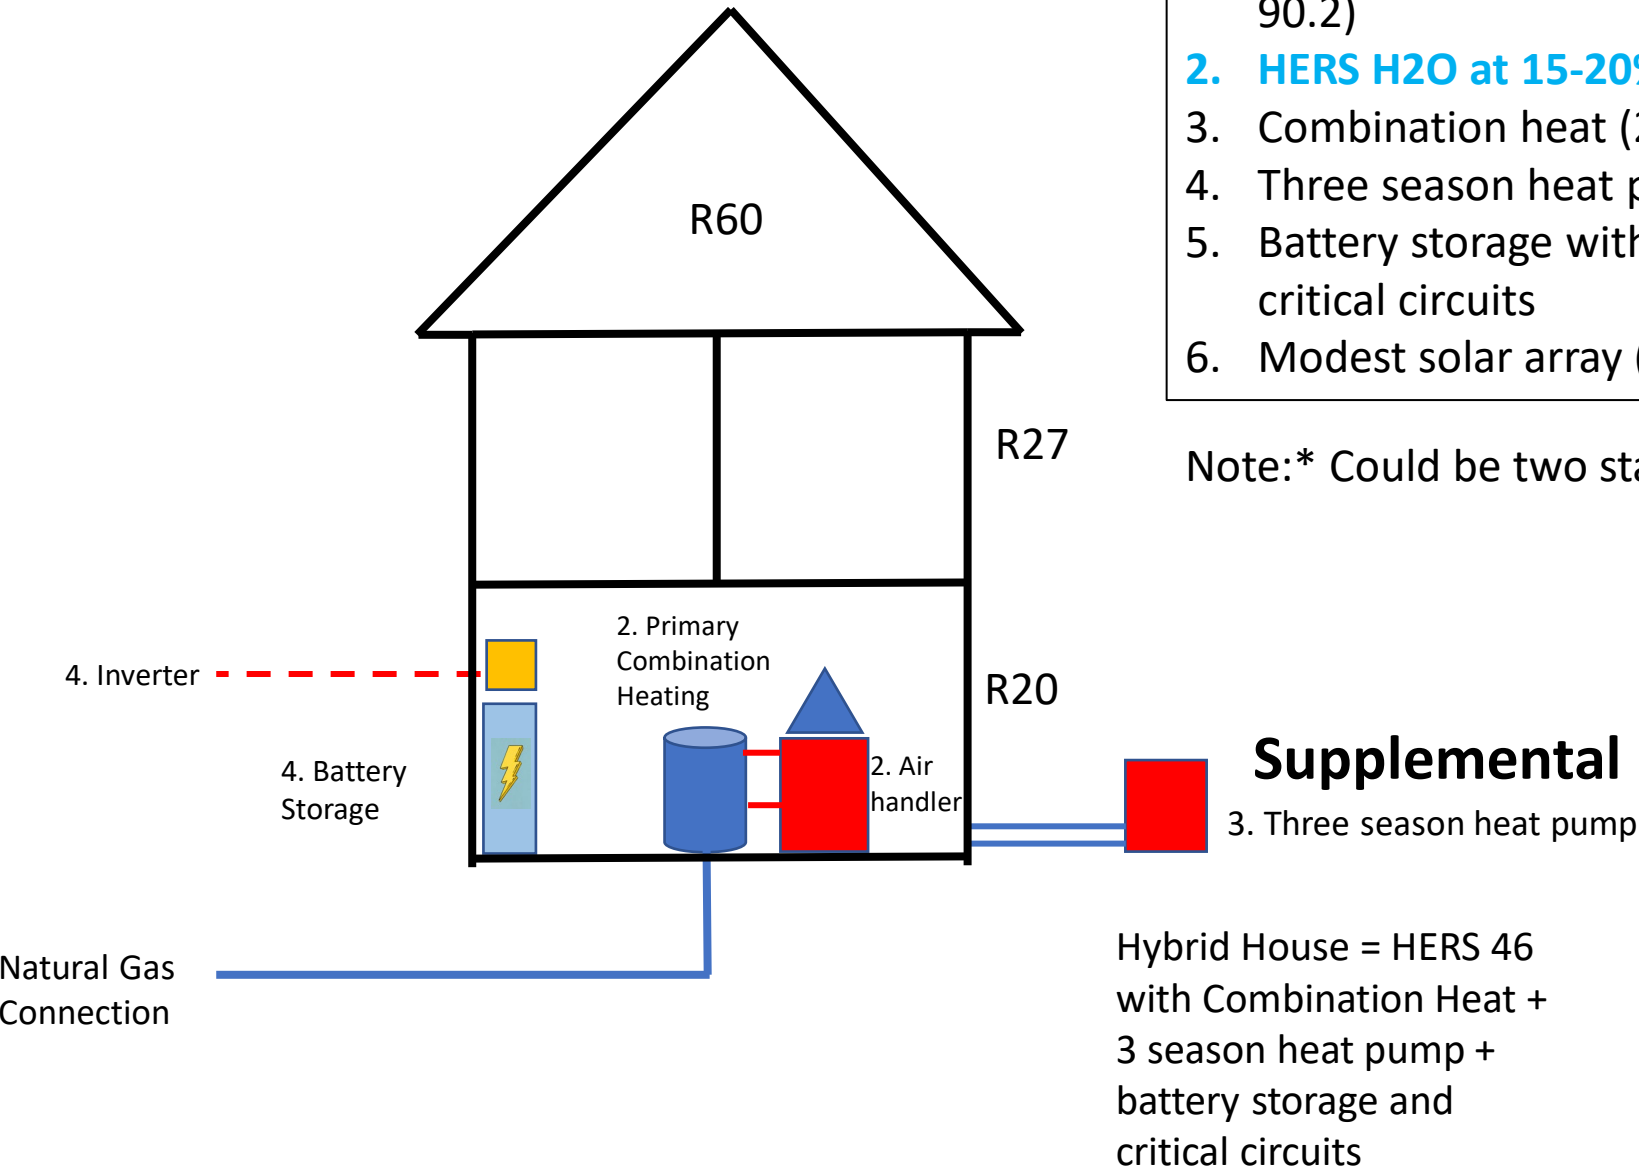 90.2)
2. HERS H2O at 15-20%
3. Combination heat (2
4. Three season heat p
5. Battery storage with
critical circuits
6. Modest solar array (
Note:* Could be two sta
R60
R27
2. Primary
Combination
Heating
4. Inverter
R20
4. Battery
Storage
2. Air
handler
Supplemental
3. Three season heat pump
Natural Gas
Connection
Hybrid House = HERS 46
with Combination Heat +
3 season heat pump +
battery storage and
critical circuits